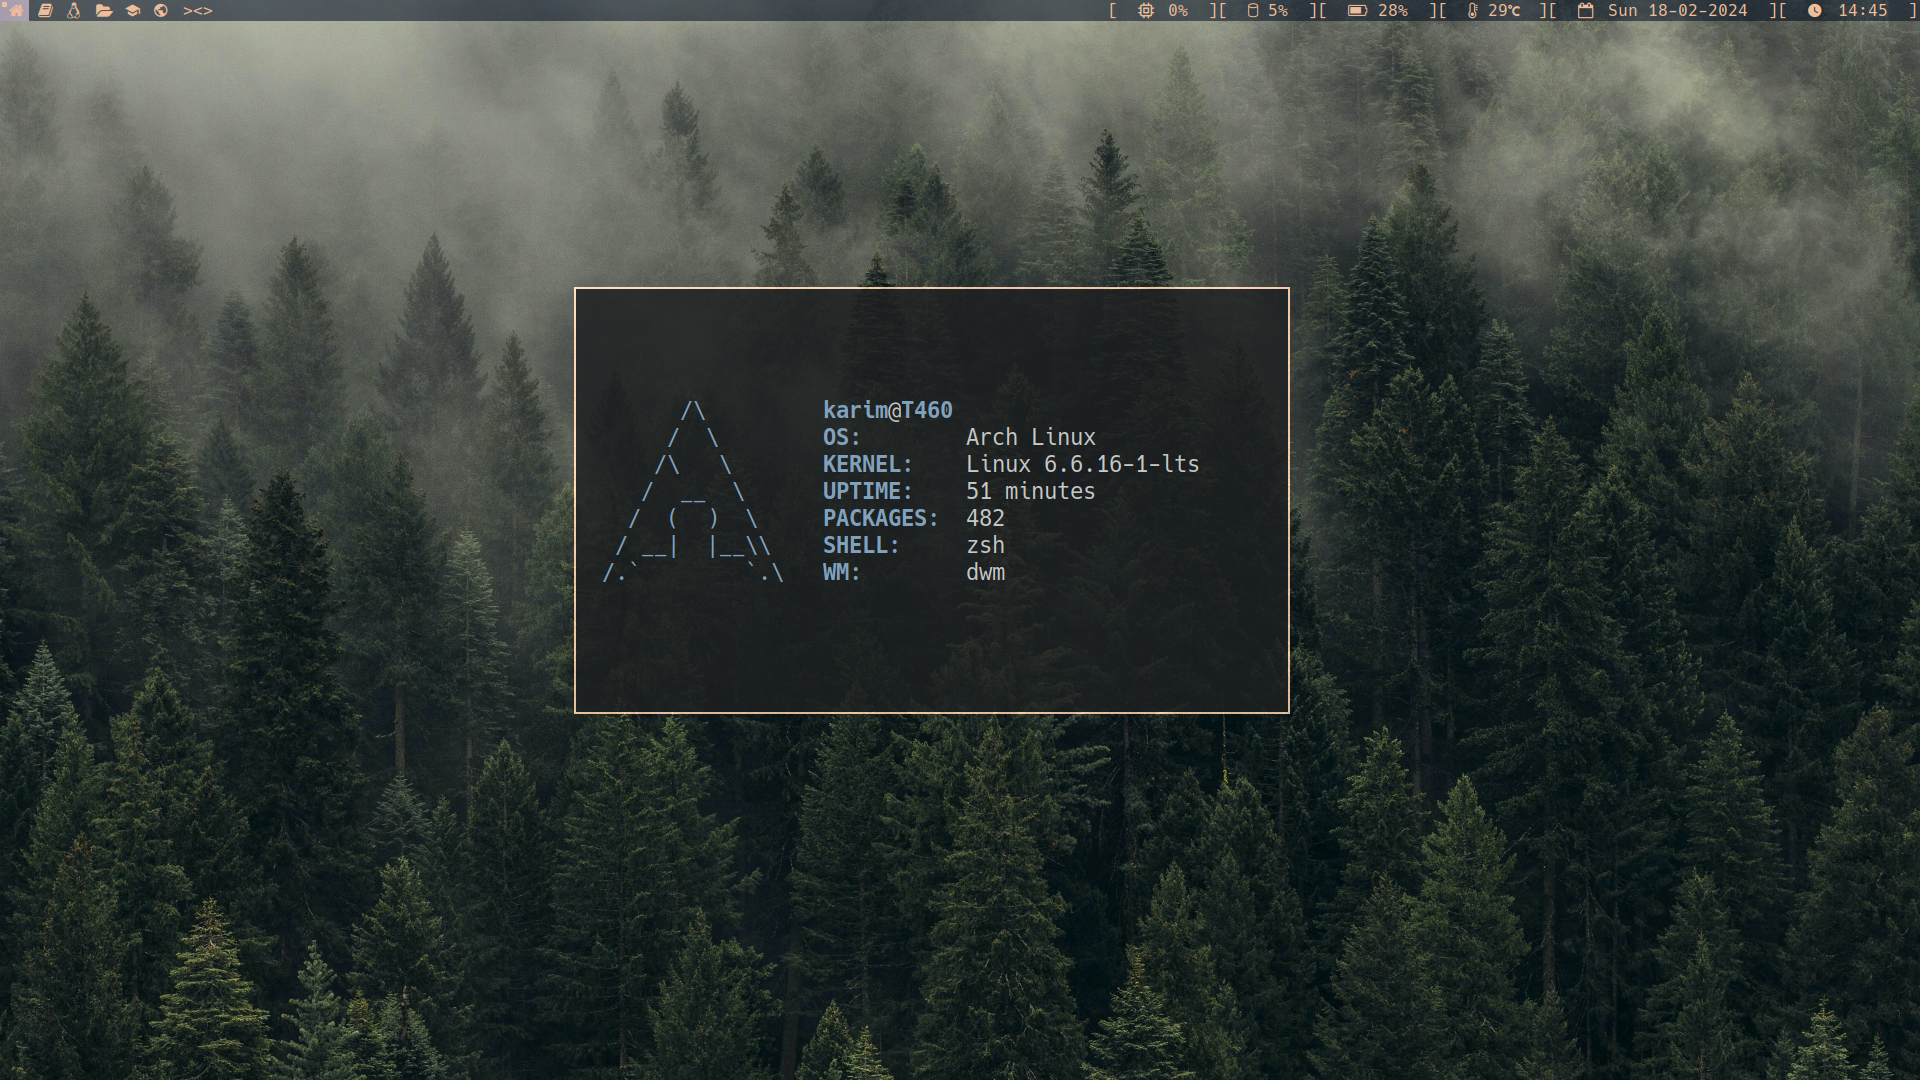 ><> [ 0% ][ 5% ][ 28% ][ 29℃ ][ Sun 18-02-2024 ][ 14:45 ]
karim@T460
OS: Arch Linux
KERNEL: Linux 6.6.16-1-lts
UPTIME: 51 minutes
PACKAGES: 482
SHELL: zsh
WM: dwm